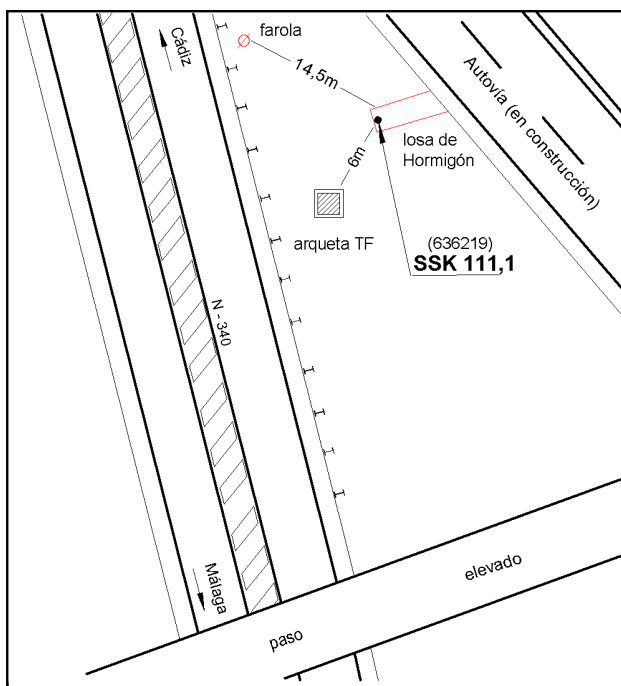 Cádiz
farola
14,5m
losa de
Hormigón
6m
arqueta TF
(636219)
SSK 111,1
Autovía (en construcción)
N - 340
Málaga
elevado
paso